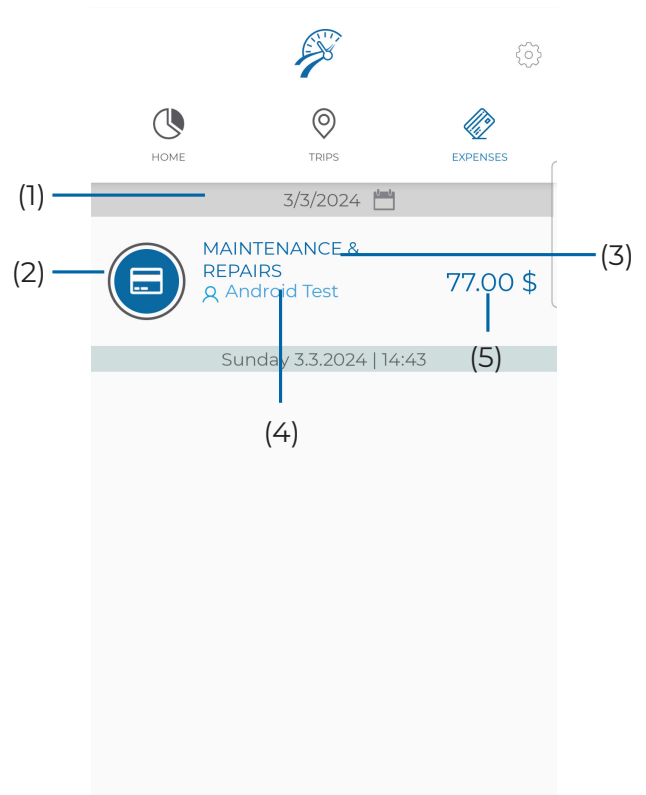 HOME
TRIPS
EXPENSES
(1)
3/3/2024
(2)
MAINTENANCE &
REPAIRS
Android Test
77.00 $
(3)
Sunday 3.3.2024 | 14:43
(5)
(4)